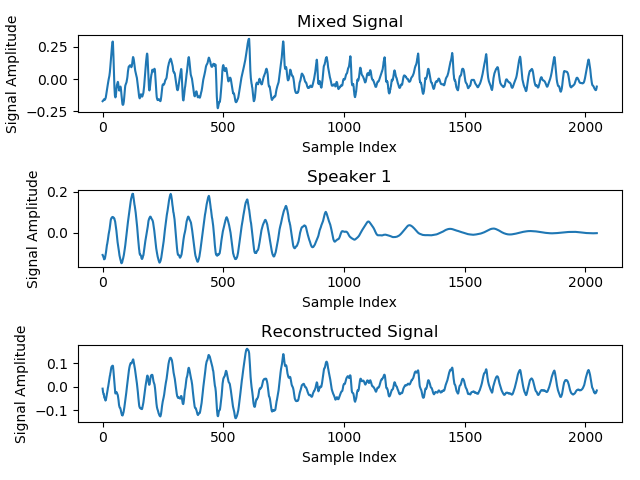 Mixed Signal
Signal Amplitude
0.25
0.00
−0.25
0 500 1000 1500 2000
Sample Index
Speaker 1
Signal Amplitude
0.2
0.0
0 500 1000 1500 2000
Sample Index
Reconstructed Signal
Signal Amplitude
0.1
0.0
−0.1
0 500 1000 1500 2000
Sample Index